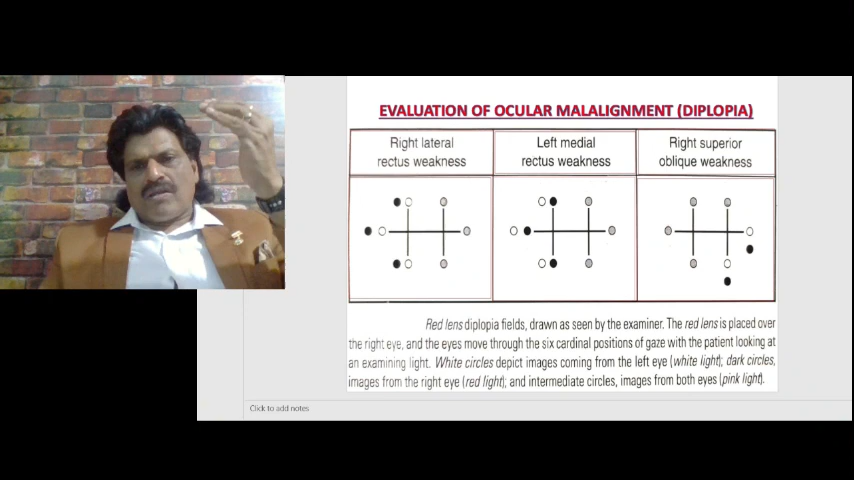 EVALUATION OF OCULAR MALALIGNMENT (DIPLOPIA)
Right lateral
rectus weakness
Left medial
rectus weakness
Right superior
oblique weakness
Red lens diplopia fields, drawn as seen by the examiner. The red lens is placed over
the right eye, and the eyes move through the six cardinal positions of gaze with the patient looking at
an examining light. White circles depict images coming from the left eye (white light); dark circles,
images from the right eye (red light); and intermediate circles, images from both eyes (pink light).
Click to add notes